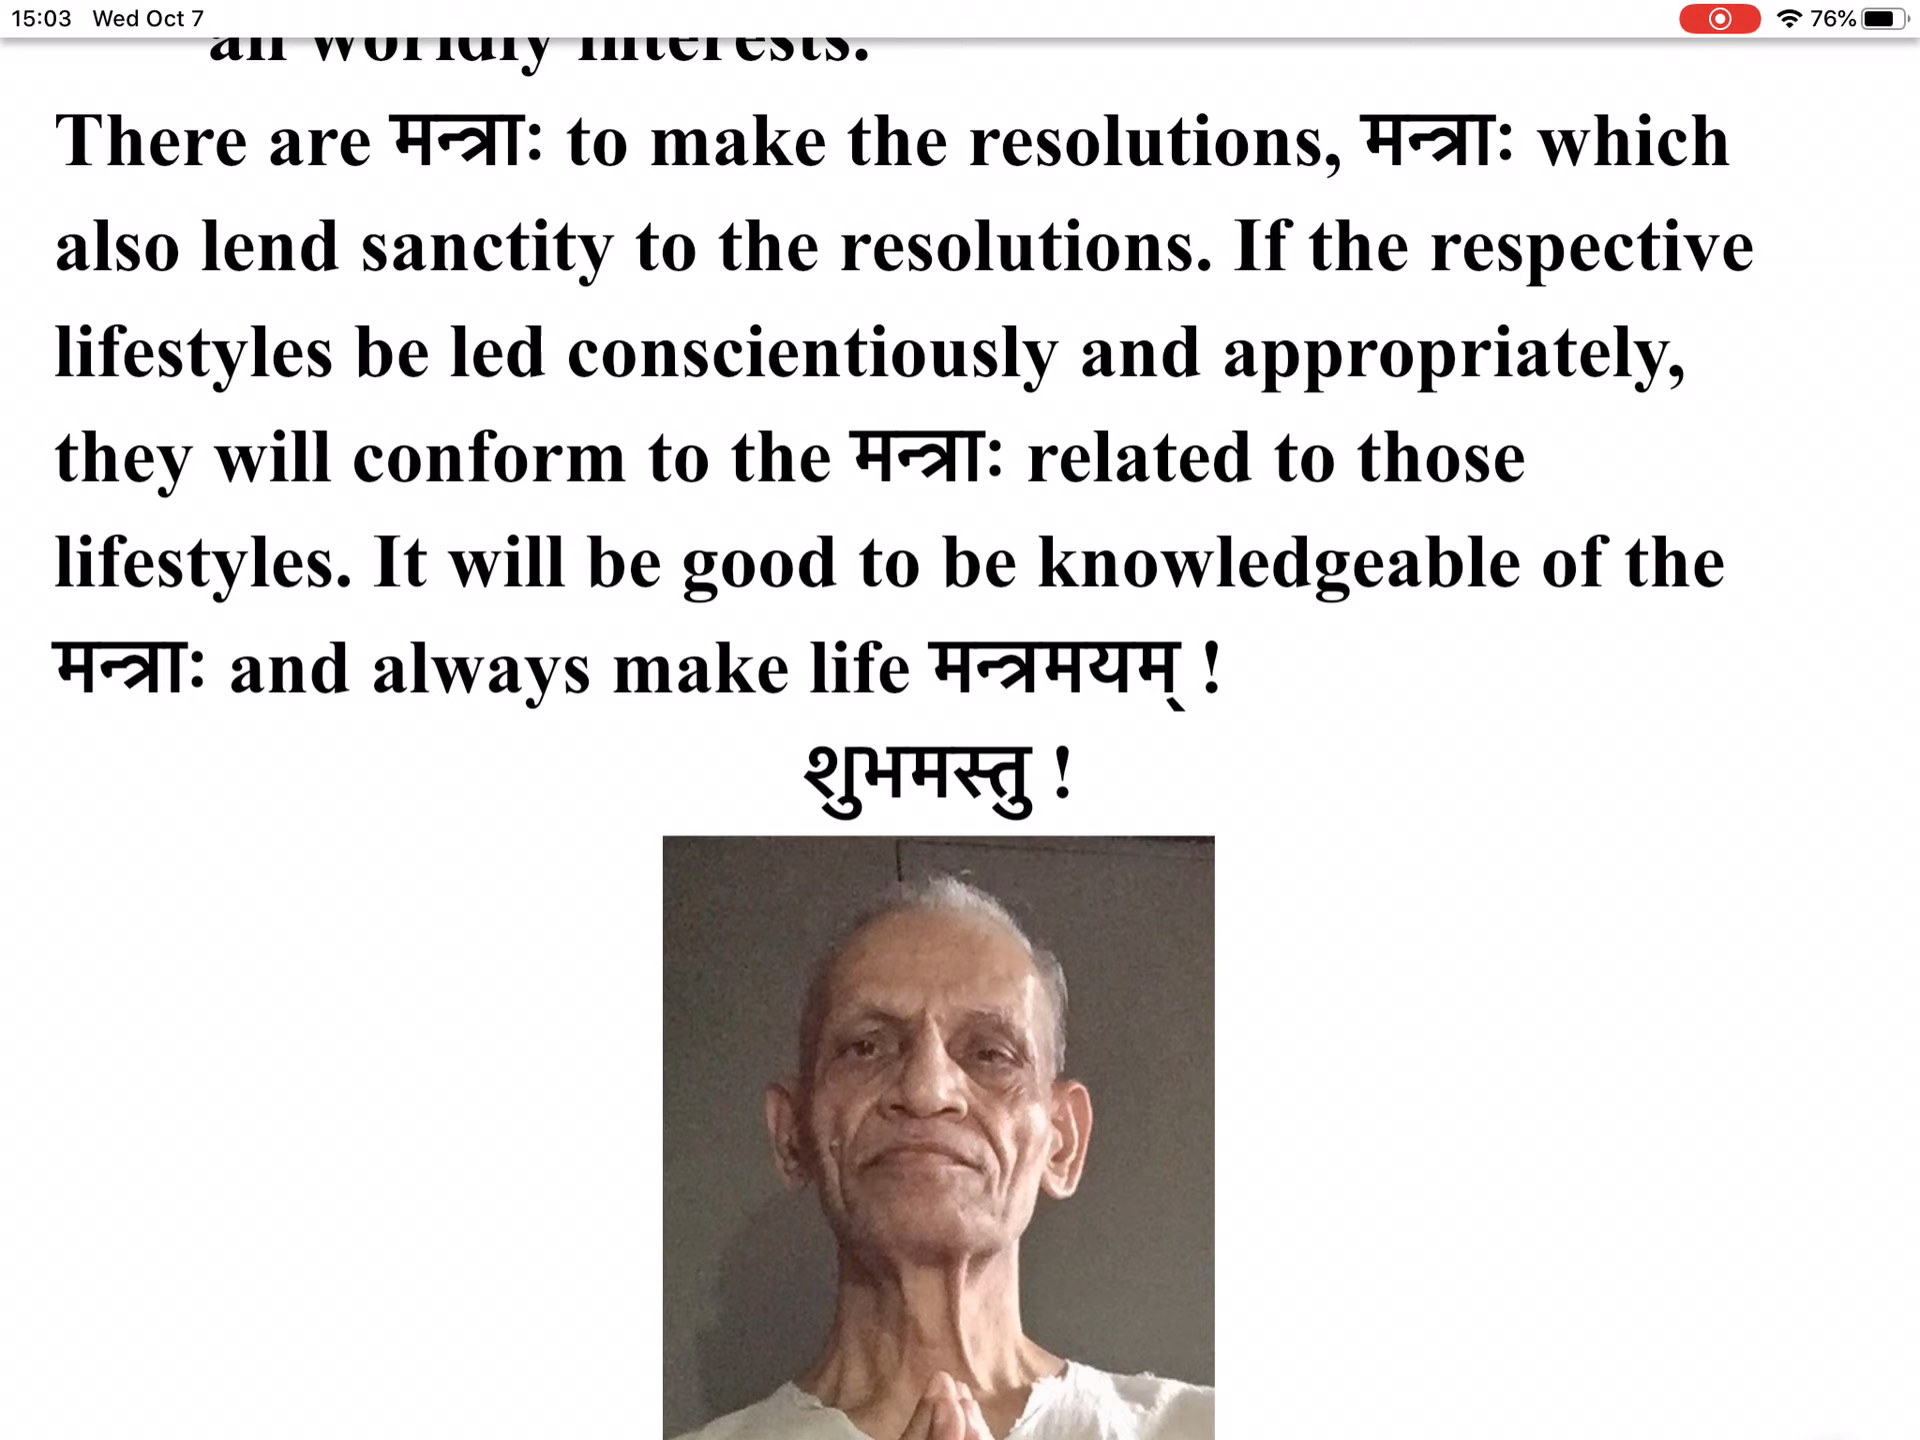 15:03 Wed Oct 7 76%
all worldly interests.
There are मन्त्राः to make the resolutions, मन्त्राः which
also lend sanctity to the resolutions. If the respective
lifestyles be led conscientiously and appropriately,
they will conform to the मन्त्राः related to those
lifestyles. It will be good to be knowledgeable of the
मन्त्राः and always make life मन्त्रमयम् !
शुभमस्तु !